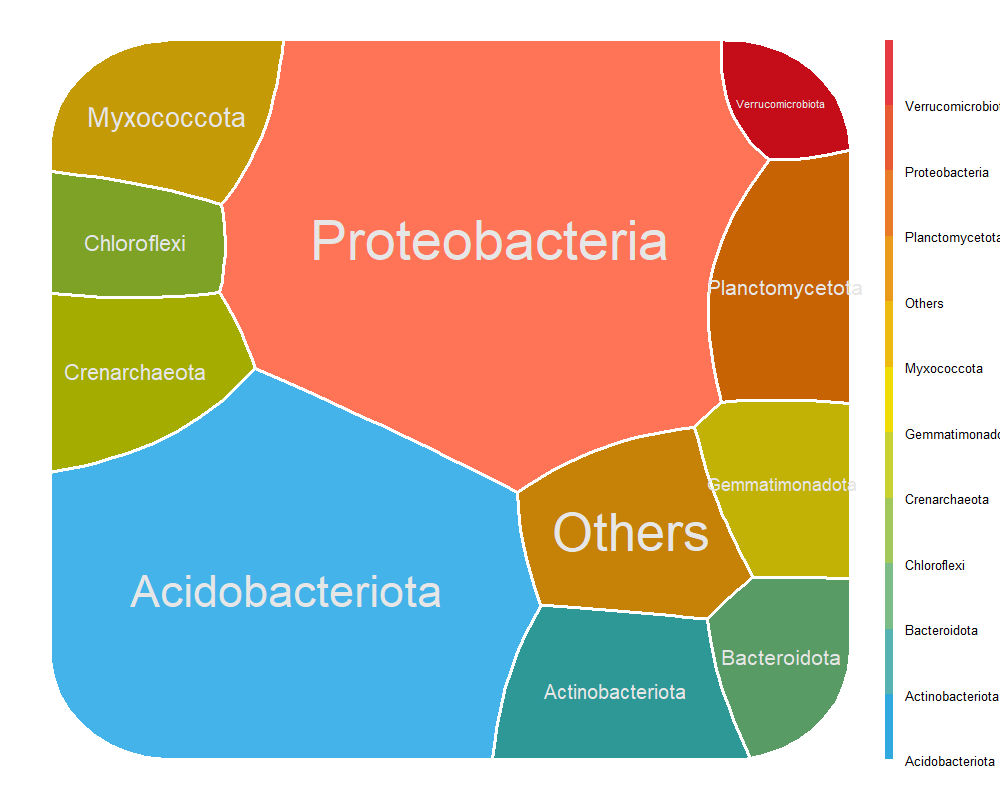 Myxococcota
Verrucomicrobiota
Proteobacteria
Chloroflexi
Planctomycetota
Crenarchaeota
Gemmatimonadota
Others
Acidobacteriota
Bacteroidota
Actinobacteriota
Verrucomicrobiot
Proteobacteria
Planctomycetota
Others
Myxococcota
Gemmatimonado
Crenarchaeota
Chloroflexi
Bacteroidota
Actinobacteriota
Acidobacteriota